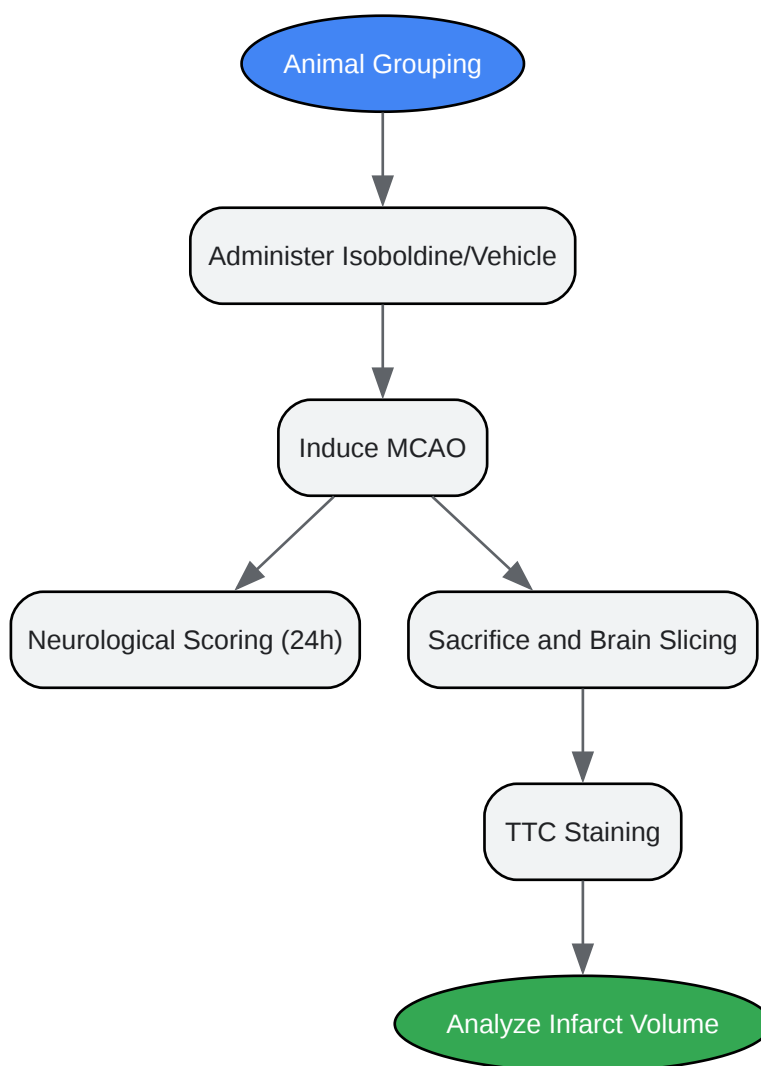 Animal Grouping
Administer Isoboldine/Vehicle
Induce MCAO
Neurological Scoring (24h)
Sacrifice and Brain Slicing
TTC Staining
Analyze Infarct Volume